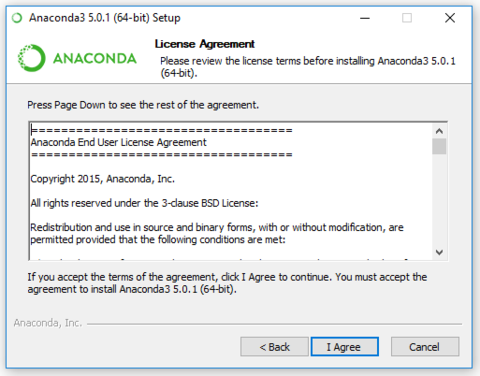 Anaconda3 5.0.1 (64-bit) Setup
ANACONDA
License Agreement
Please review the license terms before installing Anaconda3 5.0.1
(64-bit).
Press Page Down to see the rest of the agreement.
===================================
Anaconda End User License Agreement
===================================
Copyright 2015, Anaconda, Inc.
All rights reserved under the 3-clause BSD License:
Redistribution and use in source and binary forms, with or without modification, are
permitted provided that the following conditions are met:
If you accept the terms of the agreement, click I Agree to continue. You must accept the
agreement to install Anaconda3 5.0.1 (64-bit).
Anaconda, Inc.
< Back
I Agree
Cancel